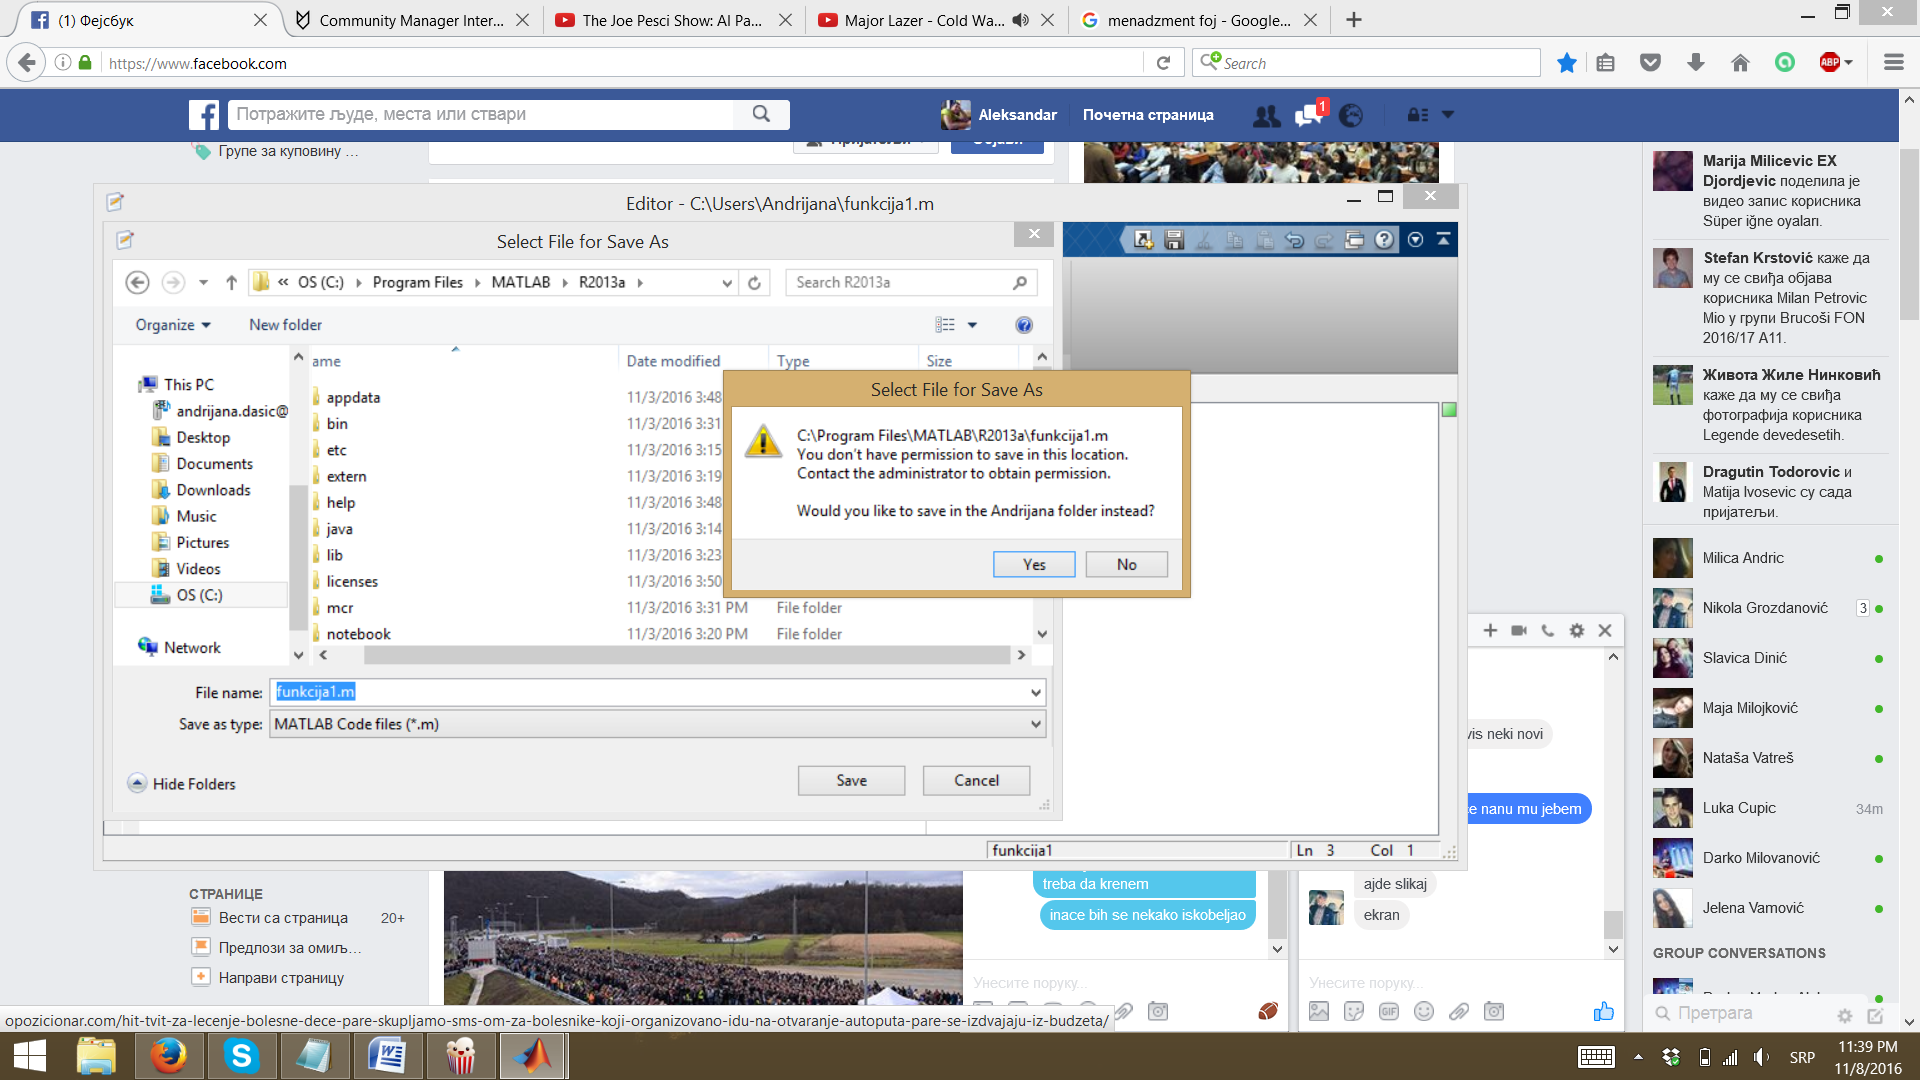 (1) Фејсбук
Community Manager Inter...
The Joe Pesci Show: Al Pa...
Major Lazer - Cold Wa...
menadzment foj - Google...
https://www.facebook.com
Search
Потражите људе, места или ствари
Aleksandar
Почетна страница
1
Групе за куповину ...
Editor - C:\Users\Andrijana\funkcija1.m
Select File for Save As
« OS (C:) Program Files MATLAB R2013a
Search R2013a
Organize
New folder
ame
Date modified
Type
Size
This PC
andrijana.dasic@
Desktop
Documents
Downloads
Music
Pictures
Videos
OS (C:)
Network
appdata 11/3/2016 3:48
bin 11/3/2016 3:31
etc 11/3/2016 3:15
extern 11/3/2016 3:19
help 11/3/2016 3:48
java 11/3/2016 3:14
lib 11/3/2016 3:23
licenses 11/3/2016 3:50
mcr 11/3/2016 3:31 PM File folder
notebook 11/3/2016 3:20 PM File folder
File name: funkcija1.m
Save as type: MATLAB Code files (*.m)
Hide Folders
Save
Cancel
Select File for Save As
C:\Program Files\MATLAB\R2013a\funkcija1.m
You don't have permission to save in this location.
Contact the administrator to obtain permission.
Would you like to save in the Andrijana folder instead?
Yes
No
funkcija1
Ln 3 Col 1
Marija Milicevic EX
Djordjevic поделила је
видео запис корисника
Süper iğne oyaları.
Stefan Krstović каже да
му се свиђа објава
корисника Milan Petrovic
Mio у групи Brucoši FON
2016/17 A11.
Живота Жиле Нинковић
каже да му се свиђа
фотографија корисника
Legende devedesetih.
Dragutin Todorovic и
Matija Ivosevic су сада
пријатељи.
Milica Andric
Nikola Grozdanović 3
Slavica Dinić
Maja Milojković
Nataša Vatreš
Luka Cupic 34m
Darko Milovanović
Jelena Vamović
GROUP CONVERSATIONS
Претрага
vis neki novi
e nanu mu jebem
ajde slikaj
ekran
Унесите поруку...
treba da krenem
inace bih se nekako iskobeljao
Унесите поруку...
GIF
СТРАНИЦЕ
Вести са страница 20+
Предлози за омиљ...
Направи страницу
opozicionar.com/hit-tvit-za-lecenje-bolesne-dece-pare-skupljamo-sms-om-za-bolesnike-koji-organizovano-idu-na-otvaranje-autoputa-pare-se-izdvajaju-iz-budzeta/
SRP
11:39 PM
11/8/2016